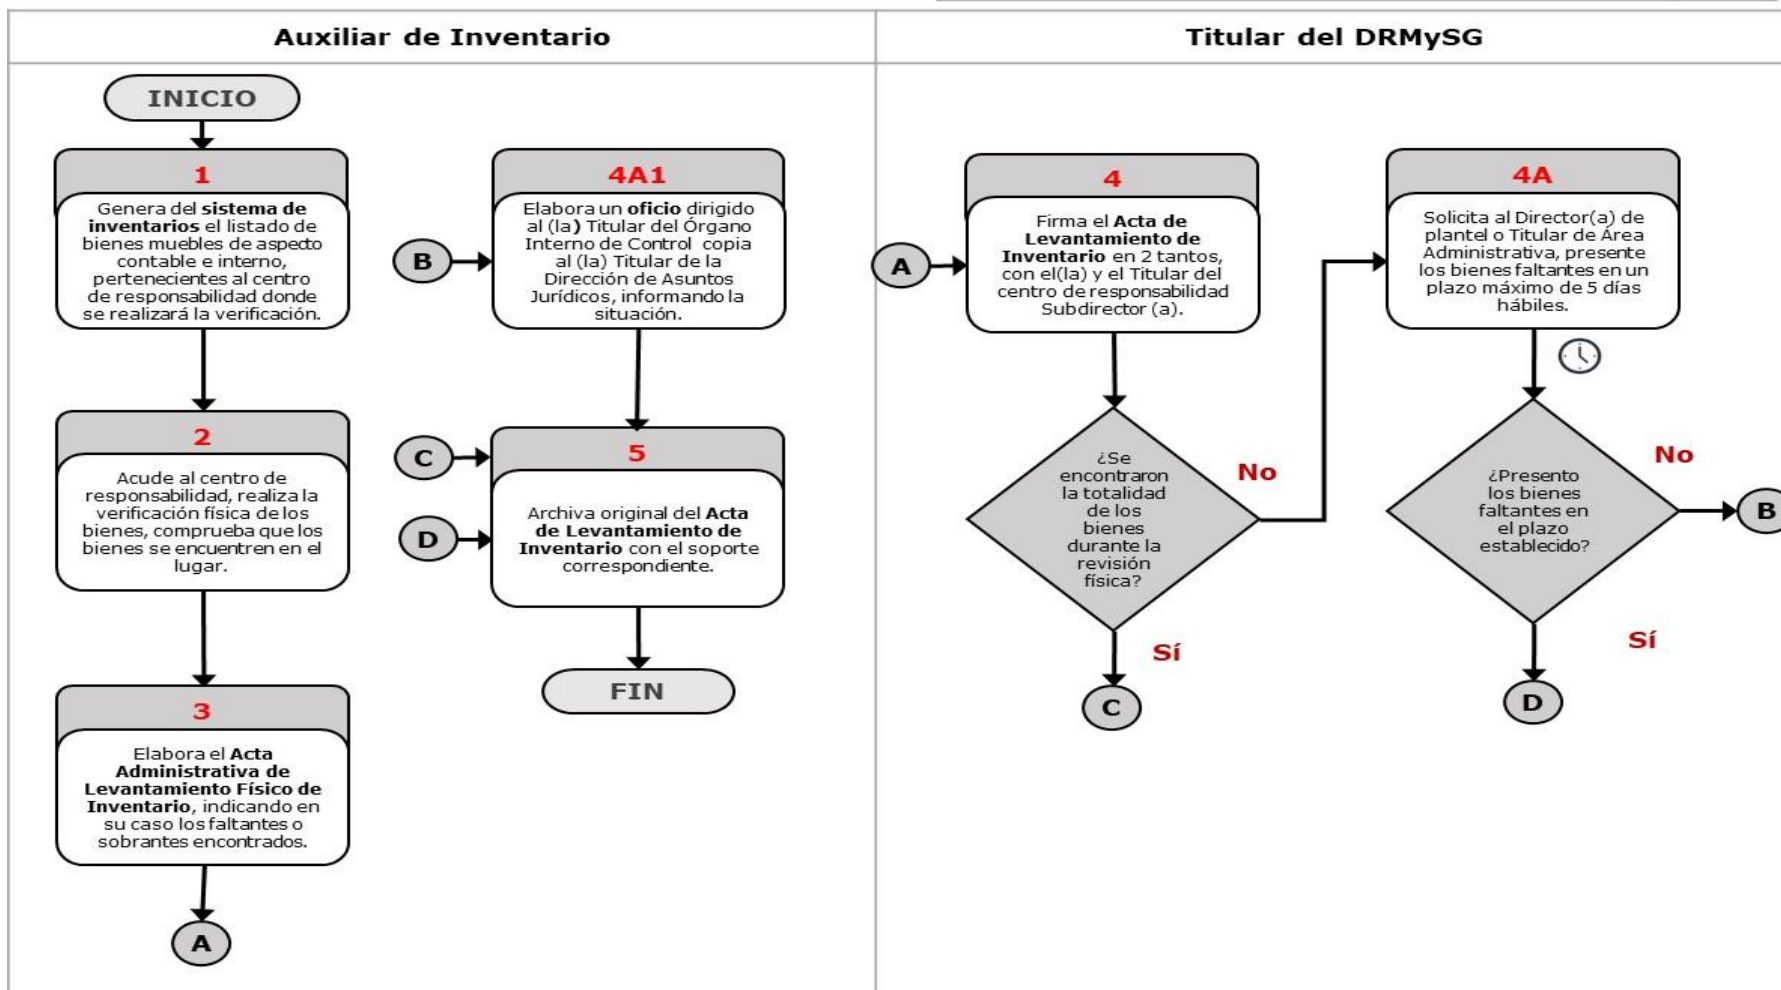 Auxiliar de Inventario
Titular del DRMySG
INICIO
1
Genera del sistema de
inventarios el listado de
bienes muebles de aspecto
contable e interno,
pertenecientes al centro
de responsabilidad donde
se realizará la verificación.
2
Acude al centro de
responsabilidad, realiza la
verificación física de los
bienes, comprueba que los
bienes se encuentren en el
lugar.
3
Elabora el Acta
Administrativa de
Levantamiento Físico de
Inventario, indicando en
su caso los faltantes o
sobrantes encontrados.
A
B
4A1
Elabora un oficio dirigido
al (la) Titular del Órgano
Interno de Control copia
al (la) Titular de la
Dirección de Asuntos
Jurídicos, informando la
situación.
C
D
5
Archiva original del Acta
de Levantamiento de
Inventario con el soporte
correspondiente.
FIN
A
4
Firma el Acta de
Levantamiento de
Inventario en 2 tantos,
con el(la) y el Titular del
centro de responsabilidad
Subdirector (a).
¿Se
encontraron
la totalidad
de los
bienes
durante la
revisión
física?
No
Sí
C
4A
Solicita al Director(a) de
plantel o Titular de Área
Administrativa, presente
los bienes faltantes en un
plazo máximo de 5 días
hábiles.
¿Presento
los bienes
faltantes en
el plazo
establecido?
No
B
Sí
D